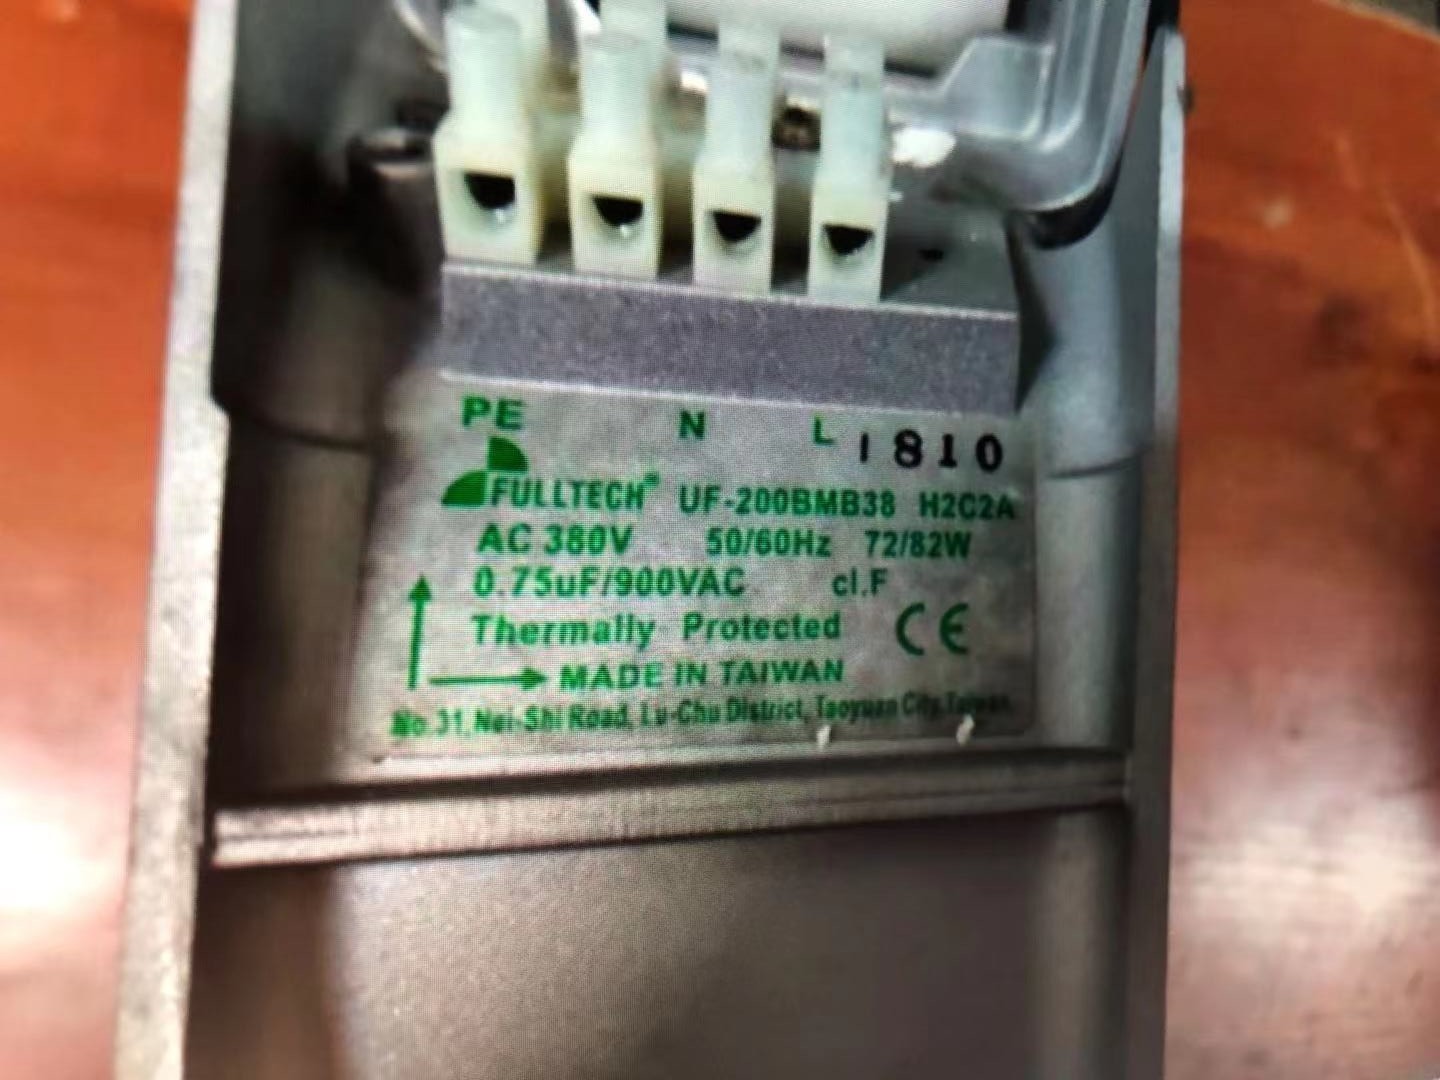 PE N L 1810
FULLTECH® UF-200BMB38 H2C2A
AC 380V 50/60Hz 72/82W
0.75uF/900VAC cl.F
Thermally Protected CE
MADE IN TAIWAN
No.31, Nei-Shi Road, Lu-Chu District, Taoyuan City, Taiwan.